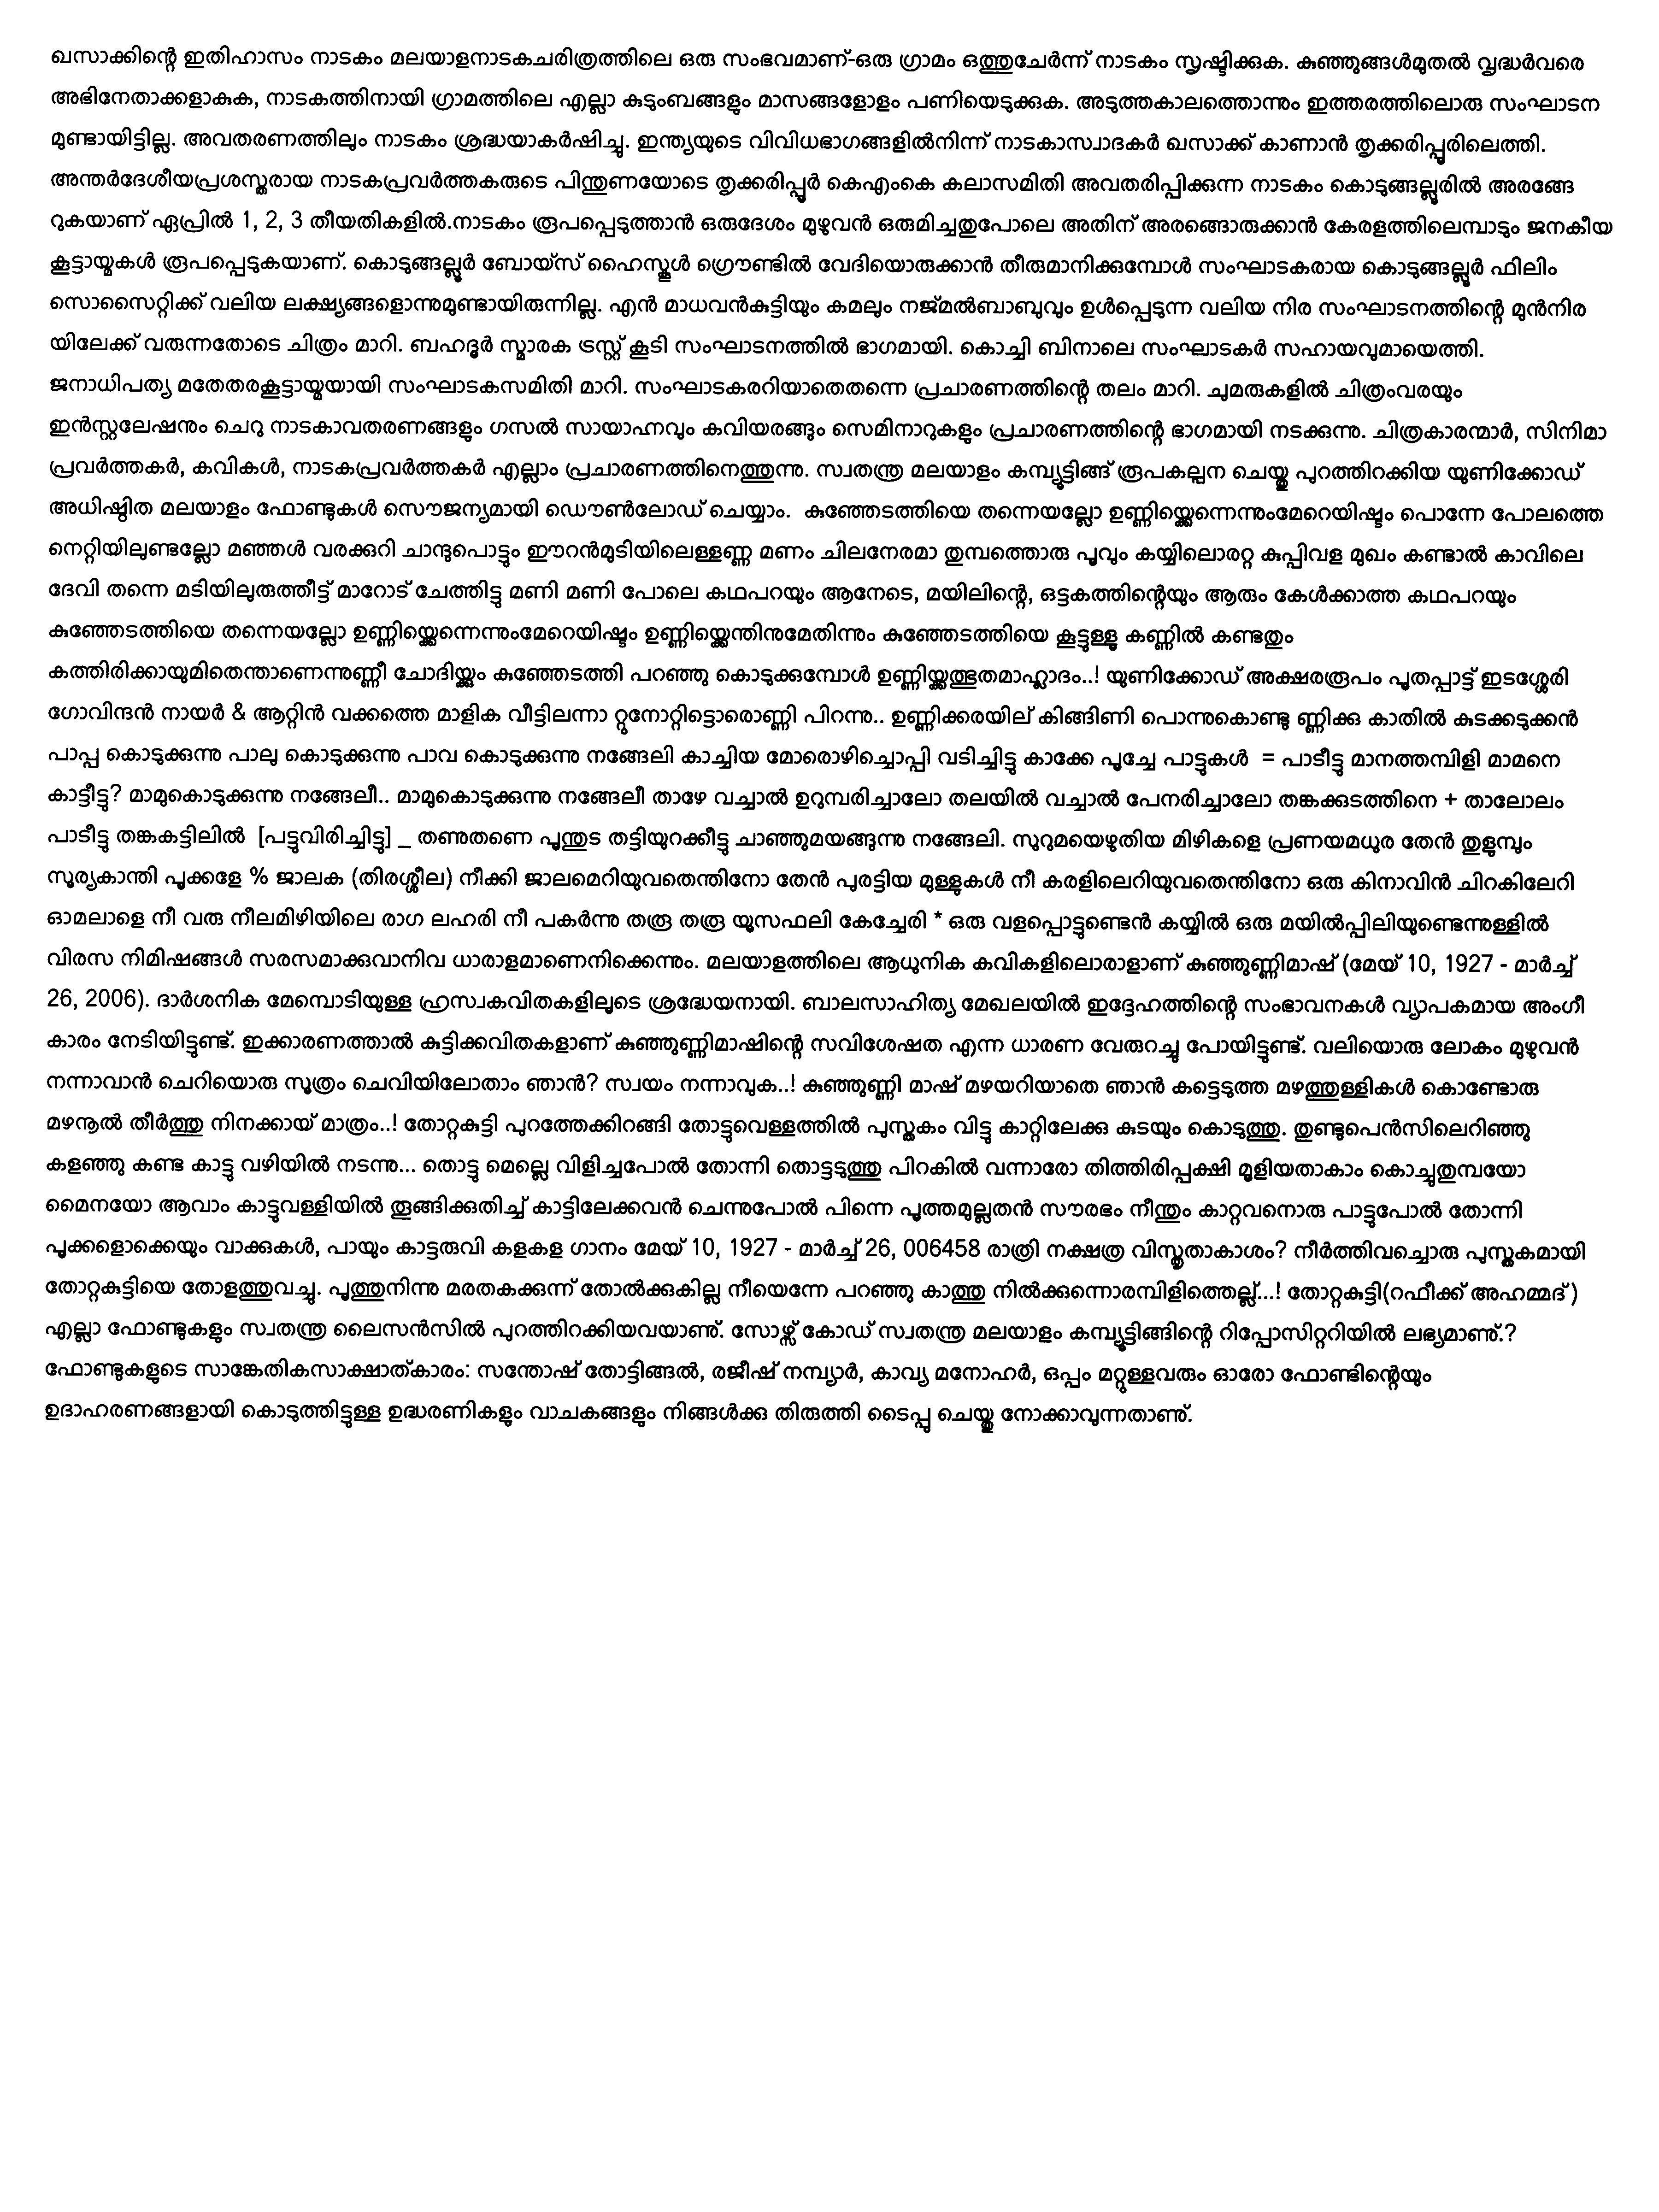 ഖസാക്കിന്റെ ഇതിഹാസം നാടകം മലയാളനാടകചരിത്രത്തിലെ ഒരു സംഭവമാണ്-ഒരു ഗ്രാമം ഒത്തുചേർന്ന് നാടകം സൃഷ്ടിക്കുക. കുഞ്ഞുങ്ങൾമുതൽ വൃദ്ധർവരെ
അഭിനേതാക്കളാകുക, നാടകത്തിനായി ഗ്രാമത്തിലെ എല്ലാ കുടുംബങ്ങളും മാസങ്ങളോളം പണിയെടുക്കുക. അടുത്തകാലത്തൊന്നും ഇത്തരത്തിലൊരു സംഘാടന
മുണ്ടായിട്ടില്ല. അവതരണത്തിലും നാടകം ശ്രദ്ധയാകർഷിച്ചു. ഇന്ത്യയുടെ വിവിധഭാഗങ്ങളിൽനിന്ന് നാടകാസ്വാദകർ ഖസാക്ക് കാണാൻ തൃക്കരിപ്പൂരിലെത്തി.
അന്തർദേശീയപ്രശസ്തരായ നാടകപ്രവർത്തകരുടെ പിന്തുണയോടെ തൃക്കരിപ്പൂർ കെഎംകെ കലാസമിതി അവതരിപ്പിക്കുന്ന നാടകം കൊടുങ്ങല്ലൂരിൽ അരങ്ങേ
റുകയാണ് ഏപ്രിൽ 1, 2, 3 തീയതികളിൽ.നാടകം രൂപപ്പെടുത്താൻ ഒരുദേശം മുഴുവൻ ഒരുമിച്ചതുപോലെ അതിന് അരങ്ങൊരുക്കാൻ കേരളത്തിലെമ്പാടും ജനകീയ
കൂട്ടായ്മകൾ രൂപപ്പെടുകയാണ്. കൊടുങ്ങല്ലൂർ ബോയ്സ് ഹൈസ്കൂൾ ഗ്രൌണ്ടിൽ വേദിയൊരുക്കാൻ തീരുമാനിക്കുമ്പോൾ സംഘാടകരായ കൊടുങ്ങല്ലൂർ ഫിലിം
സൊസൈറ്റിക്ക് വലിയ ലക്ഷ്യങ്ങളൊന്നുമുണ്ടായിരുന്നില്ല. എൻ മാധവൻകുട്ടിയും കമലും നജ്മൽബാബുവും ഉൾപ്പെടുന്ന വലിയ നിര സംഘാടനത്തിന്റെ മുൻനിര
യിലേക്ക് വരുന്നതോടെ ചിത്രം മാറി. ബഹദൂർ സ്മാരക ട്രസ്റ്റ് കൂടി സംഘാടനത്തിൽ ഭാഗമായി. കൊച്ചി ബിനാലെ സംഘാടകർ സഹായവുമായെത്തി.
ജനാധിപത്യ മതേതരകൂട്ടായ്മയായി സംഘാടകസമിതി മാറി. സംഘാടകരറിയാതെതന്നെ പ്രചാരണത്തിന്റെ തലം മാറി. ചുമരുകളിൽ ചിത്രംവരയും
ഇൻസ്റ്റലേഷനും ചെറു നാടകാവതരണങ്ങളും ഗസൽ സായാഹ്നവും കവിയരങ്ങും സെമിനാറുകളും പ്രചാരണത്തിന്റെ ഭാഗമായി നടക്കുന്നു. ചിത്രകാരന്മാർ, സിനിമാ
പ്രവർത്തകർ, കവികൾ, നാടകപ്രവർത്തകർ എല്ലാം പ്രചാരണത്തിനെത്തുന്നു. സ്വതന്ത്ര മലയാളം കമ്പ്യൂട്ടിങ്ങ് രൂപകല്പന ചെയ്തു പുറത്തിറക്കിയ യുണിക്കോഡ്
അധിഷ്ഠിത മലയാളം ഫോണ്ടുകൾ സൌജന്യമായി ഡൌൺലോഡ് ചെയ്യാം.  കുഞ്ഞേടത്തിയെ തന്നെയല്ലോ ഉണ്ണിയ്ക്കെന്നെന്നുംമേറെയിഷ്ടം പൊന്നേ പോലത്തെ
നെറ്റിയിലുണ്ടല്ലോ മഞ്ഞൾ വരക്കുറി ചാന്ദുപൊട്ടും ഈറൻമുടിയിലെള്ളെണ്ണ മണം ചിലനേരമാ തുമ്പത്തൊരു പൂവും കയ്യിലൊരറ്റ കുപ്പിവള മുഖം കണ്ടാൽ കാവിലെ
ദേവി തന്നെ മടിയിലുരുത്തീട്ട് മാറോട് ചേത്തിട്ടു മണി മണി പോലെ കഥപറയും ആനേടെ, മയിലിന്റെ, ഒട്ടകത്തിന്റെയും ആരും കേൾക്കാത്ത കഥപറയും
കുഞ്ഞേടത്തിയെ തന്നെയല്ലോ ഉണ്ണിയ്ക്കെന്നെന്നുംമേറെയിഷ്ടം ഉണ്ണിയ്ക്കെന്തിനുമേതിന്നും കുഞ്ഞേടത്തിയെ കൂട്ടുള്ളൂ കണ്ണിൽ കണ്ടതും
കത്തിരിക്കായുമിതെന്താണെന്നുണ്ണീ ചോദിയ്ക്കും കുഞ്ഞേടത്തി പറഞ്ഞു കൊടുക്കുമ്പോൾ ഉണ്ണിയ്ക്കത്ഭുതമാഹ്ലാദം..! യുണിക്കോഡ് അക്ഷരരൂപം പൂതപ്പാട്ട് ഇടശ്ശേരി
ഗോവിന്ദൻ നായർ & ആറ്റിൻ വക്കത്തെ മാളിക വീട്ടിലന്നാ റ്റുനോറ്റിട്ടൊരൊണ്ണി പിറന്നു.. ഉണ്ണിക്കരയില് കിങ്ങിണി പൊന്നുകൊണ്ടു ണ്ണിക്കു കാതിൽ കുടക്കടുക്കൻ
പാപ്പ കൊടുക്കുന്നു പാലു കൊടുക്കുന്നു പാവ കൊടുക്കുന്നു നങ്ങേലി കാച്ചിയ മോരൊഴിച്ചൊപ്പി വടിച്ചിട്ടു കാക്കേ പൂച്ചേ പാട്ടുകൾ  = പാടീട്ടു മാനത്തമ്പിളി മാമനെ
കാട്ടീട്ടു? മാമുകൊടുക്കുന്നു നങ്ങേലീ.. മാമുകൊടുക്കുന്നു നങ്ങേലീ താഴേ വച്ചാൽ ഉറുമ്പരിച്ചാലോ തലയിൽ വച്ചാൽ പേനരിച്ചാലോ തങ്കക്കുടത്തിനെ + താലോലം
പാടീട്ടു തങ്കകട്ടിലിൽ  [പട്ടുവിരിച്ചിട്ടു] _ തണുതണെ പൂന്തുട തട്ടിയുറക്കീട്ടു ചാഞ്ഞുമയങ്ങുന്നു നങ്ങേലി. സുറുമയെഴുതിയ മിഴികളെ പ്രണയമധുര തേൻ തുളുമ്പും
സൂര്യകാന്തി പൂക്കളേ % ജാലക (തിരശ്ശീല) നീക്കി ജാലമെറിയുവതെന്തിനോ തേൻ പുരട്ടിയ മുള്ളുകൾ നീ കരളിലെറിയുവതെന്തിനോ ഒരു കിനാവിൻ ചിറകിലേറി
ഓമലാളെ നീ വരു നീലമിഴിയിലെ രാഗ ലഹരി നീ പകർന്നു തരൂ തരൂ യൂസഫലി കേച്ചേരി * ഒരു വളപ്പൊട്ടുണ്ടെൻ കയ്യിൽ ഒരു മയിൽപ്പിലിയുണ്ടെന്നുള്ളിൽ
വിരസ നിമിഷങ്ങൾ സരസമാക്കുവാനിവ ധാരാളമാണെനിക്കെന്നും. മലയാളത്തിലെ ആധുനിക കവികളിലൊരാളാണ് കുഞ്ഞുണ്ണിമാഷ് (മേയ് 10, 1927 - മാർച്ച്
26, 2006). ദാർശനിക മേമ്പൊടിയുള്ള ഹ്രസ്വകവിതകളിലൂടെ ശ്രദ്ധേയനായി. ബാലസാഹിത്യ മേഖലയിൽ ഇദ്ദേഹത്തിന്റെ സംഭാവനകൾ വ്യാപകമായ അംഗീ
കാരം നേടിയിട്ടുണ്ട്. ഇക്കാരണത്താൽ കുട്ടിക്കവിതകളാണ് കുഞ്ഞുണ്ണിമാഷിന്റെ സവിശേഷത എന്ന ധാരണ വേരുറച്ചു പോയിട്ടുണ്ട്. വലിയൊരു ലോകം മുഴുവൻ
നന്നാവാൻ ചെറിയൊരു സൂത്രം ചെവിയിലോതാം ഞാൻ? സ്വയം നന്നാവുക..! കുഞ്ഞുണ്ണി മാഷ് മഴയറിയാതെ ഞാൻ കട്ടെടുത്ത മഴത്തുള്ളികൾ കൊണ്ടോരു
മഴനൂൽ തീർത്തു നിനക്കായ് മാത്രം..! തോറ്റകുട്ടി പുറത്തേക്കിറങ്ങി തോട്ടുവെള്ളത്തിൽ പുസ്തകം വിട്ടു കാറ്റിലേക്കു കുടയും കൊടുത്തു. തുണ്ടുപെൻസിലെറിഞ്ഞു
കളഞ്ഞു കണ്ട കാട്ടു വഴിയിൽ നടന്നു... തൊട്ടു മെല്ലെ വിളിച്ചപോൽ തോന്നി തൊട്ടടുത്തു പിറകിൽ വന്നാരോ തിത്തിരിപ്പക്ഷി മൂളിയതാകാം കൊച്ചുതുമ്പയോ
മൈനയോ ആവാം കാട്ടുവള്ളിയിൽ തൂങ്ങിക്കുതിച്ച് കാട്ടിലേക്കവൻ ചെന്നുപോൽ പിന്നെ പൂത്തമുല്ലതൻ സൗരഭം നീന്തും കാറ്റവനൊരു പാട്ടുപോൽ തോന്നി
പൂക്കളൊക്കെയും വാക്കുകൾ, പായും കാട്ടരുവി കളകള ഗാനം മേയ് 10, 1927 - മാർച്ച് 26, 006458 രാത്രി നക്ഷത്ര വിസ്തൃതാകാശം? നീർത്തിവച്ചൊരു പുസ്തകമായി
തോറ്റകുട്ടിയെ തോളത്തുവച്ചു. പൂത്തുനിന്നു മരതകക്കുന്ന് തോൽക്കുകില്ല നീയെന്നേ പറഞ്ഞു കാത്തു നിൽക്കുന്നൊരമ്പിളിത്തെല്ല്...! തോറ്റകുട്ടി(റഫീക്ക് അഹമ്മദ്)
എല്ലാ ഫോണ്ടുകളും സ്വതന്ത്ര ലൈസൻസിൽ പുറത്തിറക്കിയവയാണു്. സോഴ്സ് കോഡ് സ്വതന്ത്ര മലയാളം കമ്പ്യൂട്ടിങ്ങിന്റെ റിപ്പോസിറ്ററിയിൽ ലഭ്യമാണു്.?
ഫോണ്ടുകളുടെ സാങ്കേതികസാക്ഷാത്കാരം: സന്തോഷ് തോട്ടിങ്ങൽ, രജീഷ് നമ്പ്യാർ, കാവ്യ മനോഹർ, ഒപ്പം മറ്റുള്ളവരും ഓരോ ഫോണ്ടിന്റെയും
ഉദാഹരണങ്ങളായി കൊടുത്തിട്ടുള്ള ഉദ്ധരണികളും വാചകങ്ങളും നിങ്ങൾക്കു തിരുത്തി ടൈപ്പു ചെയ്തു നോക്കാവുന്നതാണു്.